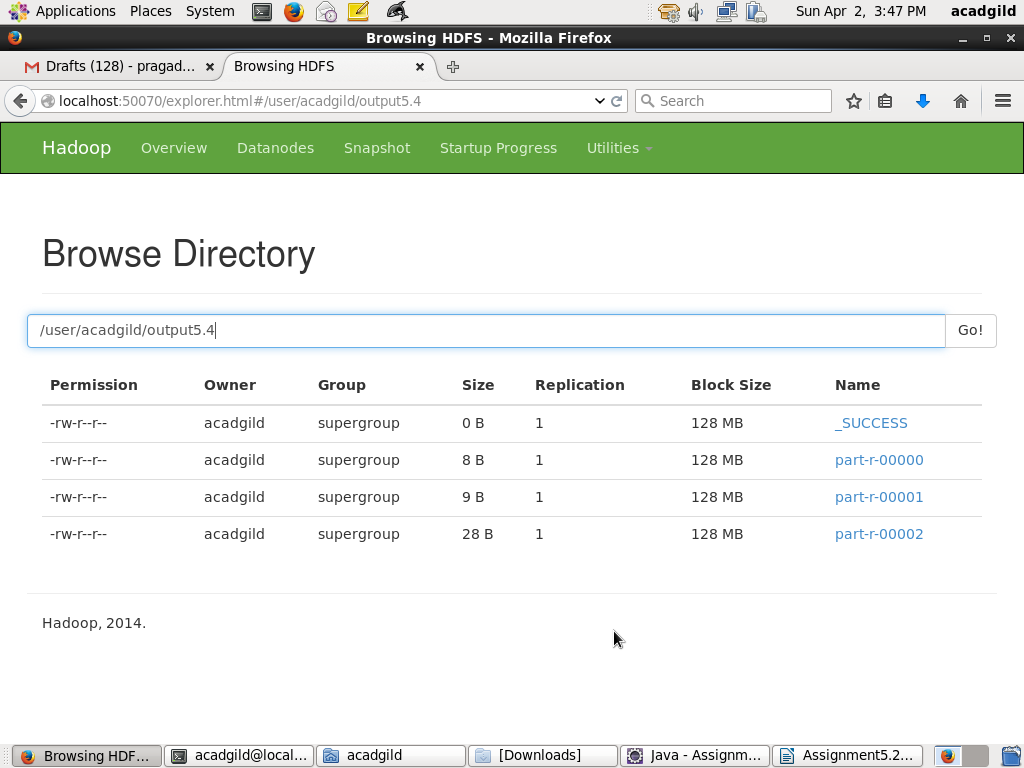 Applications Places System Sun Apr 2, 3:47 PM acadgild
Browsing HDFS - Mozilla Firefox
Drafts (128) - pragad... Browsing HDFS
localhost:50070/explorer.html#/user/acadgild/output5.4 Search
Hadoop Overview Datanodes Snapshot Startup Progress Utilities
Browse Directory
/user/acadgild/output5.4 Go!
Permission Owner Group Size Replication Block Size Name
-rw-r--r-- acadgild supergroup 0 B 1 128 MB _SUCCESS
-rw-r--r-- acadgild supergroup 8 B 1 128 MB part-r-00000
-rw-r--r-- acadgild supergroup 9 B 1 128 MB part-r-00001
-rw-r--r-- acadgild supergroup 28 B 1 128 MB part-r-00002
Hadoop, 2014.
Browsing HDF... acadgild@local... acadgild [Downloads] Java - Assignm... Assignment5.2...